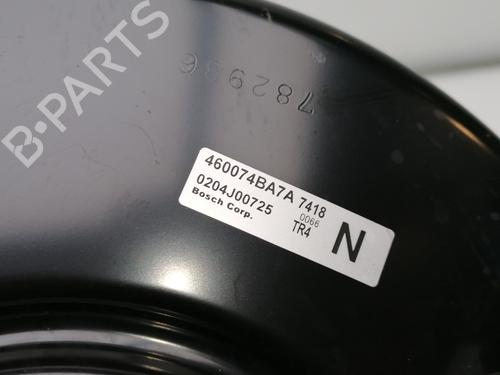 B-PARTS
782936
460074BA7A 7418
0204J00725 0066
Bosch Corp. TR4
N